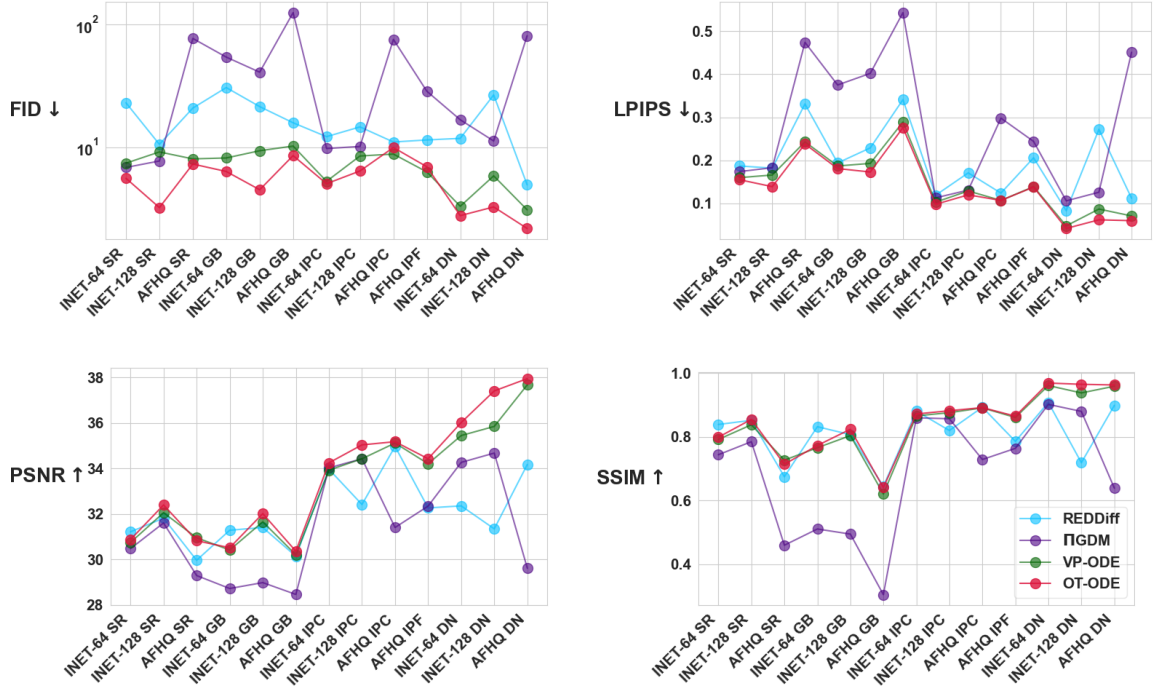 10²
10¹
FID ↓
INET-64 SR
INET-128 SR
AFHQ SR
INET-64 GB
INET-128 GB
AFHQ GB
INET-64 IPC
INET-128 IPC
AFHQ IPC
AFHQ IPF
INET-64 DN
INET-128 DN
AFHQ DN
0.5
0.4
0.3
0.2
0.1
LPIPS ↓
INET-64 SR
INET-128 SR
AFHQ SR
INET-64 GB
INET-128 GB
AFHQ GB
INET-64 IPC
INET-128 IPC
AFHQ IPC
AFHQ IPF
INET-64 DN
INET-128 DN
AFHQ DN
38
36
34
32
30
28
PSNR ↑
INET-64 SR
INET-128 SR
AFHQ SR
INET-64 GB
INET-128 GB
AFHQ GB
INET-64 IPC
INET-128 IPC
AFHQ IPC
AFHQ IPF
INET-64 DN
INET-128 DN
AFHQ DN
1.0
0.8
0.6
0.4
SSIM ↑
REDDiff
ΠGDM
VP-ODE
OT-ODE
INET-64 SR
INET-128 SR
AFHQ SR
INET-64 GB
INET-128 GB
AFHQ GB
INET-64 IPC
INET-128 IPC
AFHQ IPC
AFHQ IPF
INET-64 DN
INET-128 DN
AFHQ DN